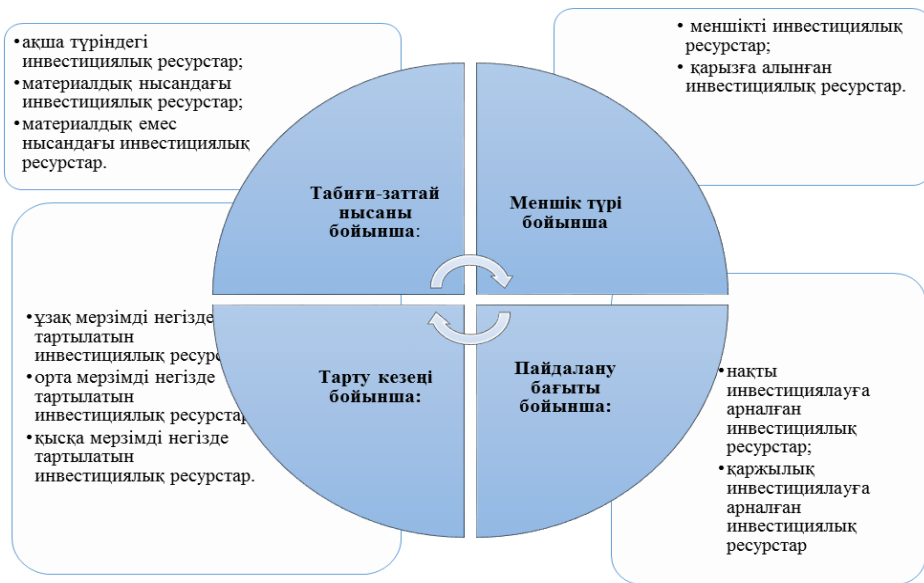 •ақша түріндегі
инвестициялық ресурстар;
•материалдық нысандағы
инвестициялық ресурстар;
•материалдық емес
нысандағы инвестициялық
ресурстар.
• меншікті инвестициялық
ресурстар;
• қарызға алынған
инвестициялық ресурстар.
Табиғи-заттай
нысаны
бойынша:
Меншік түрі
бойынша
•ұзақ мерзімді негізде
тартылатын
инвестициялық
•орта мерзімді негізде
тартылатын
инвестициялық
•қысқа мерзімді негізде
тартылатын
инвестициялық ресурстар.
Тарту кезеңі
бойынша:
Пайдалану
бағыты
бойынша:
•нақты
инвестициялауға
арналған
инвестициялық
ресурстар;
•қаржылық
инвестициялауға
арналған
инвестициялық
ресурстар